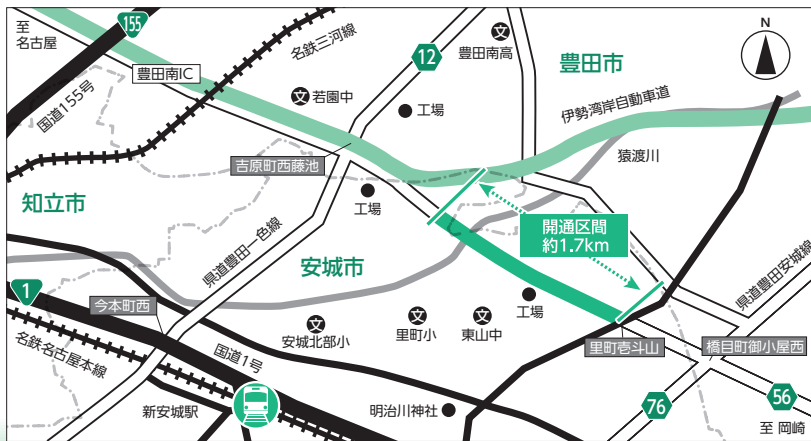 至
名古屋
155
国道155号
豊田南IC
名鉄三河線
12
豊田南高
豊田市
N
文
文
若園中
工場
伊勢湾岸自動車道
猿渡川
吉原町西藤池
知立市
工場
県道豊田一色線
安城市
開通区間
約1.7km
県道豊田安城線
1
今本町西
名鉄名古屋本線
国道1号
文
安城北部小
文
里町小
文
東山中
工場
里町壱斗山
橋目町御小屋西
新安城駅
明治川神社
76
56
至 岡崎